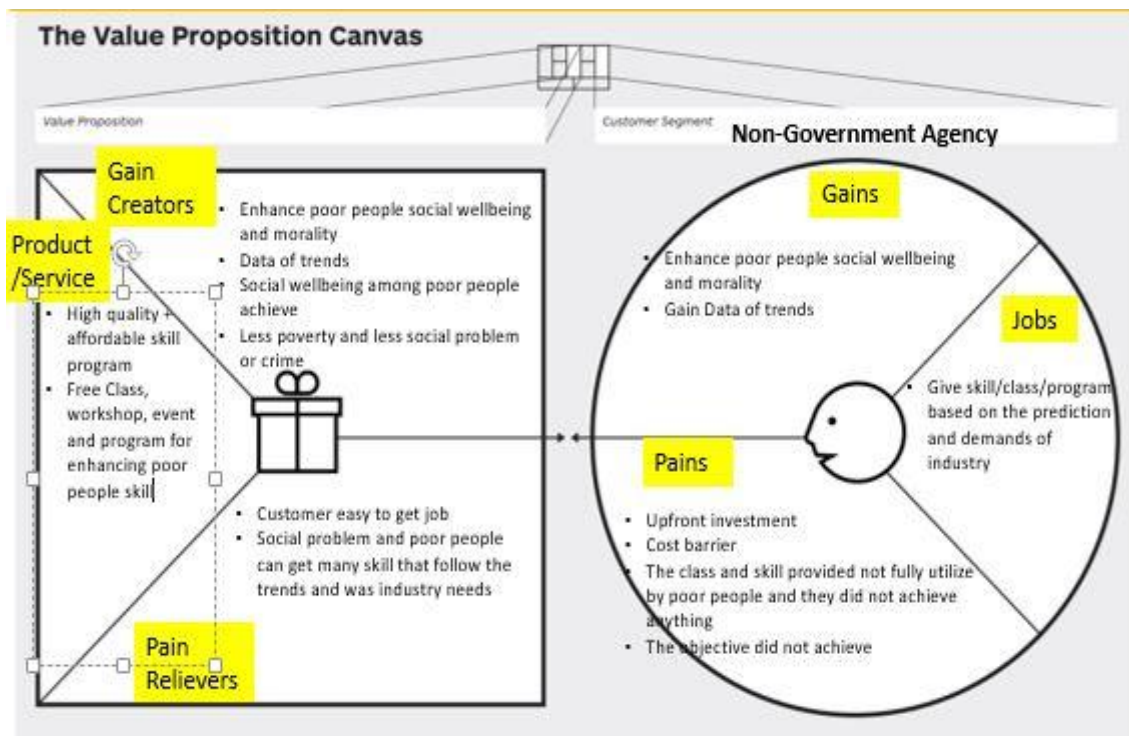 The Value Proposition Canvas
Value Proposition
Customer Segment
Non-Government Agency
Gain
Creators
• Enhance poor people social wellbeing
and morality
• Data of trends
• Social wellbeing among poor people
achieve
• Less poverty and less social problem
or crime
Product
/Service
• High quality +
affordable skill
program
• Free Class,
workshop, event
and program for
enhancing poor
people skill
• Customer easy to get job
• Social problem and poor people
can get many skill that follow the
trends and was industry needs
Pain
Relievers
Gains
• Enhance poor people social wellbeing
and morality
• Gain Data of trends
Jobs
• Give skill/class/program
based on the prediction
and demands of
industry
Pains
• Upfront investment
• Cost barrier
• The class and skill provided not fully utilize
by poor people and they did not achieve
anything
• The objective did not achieve